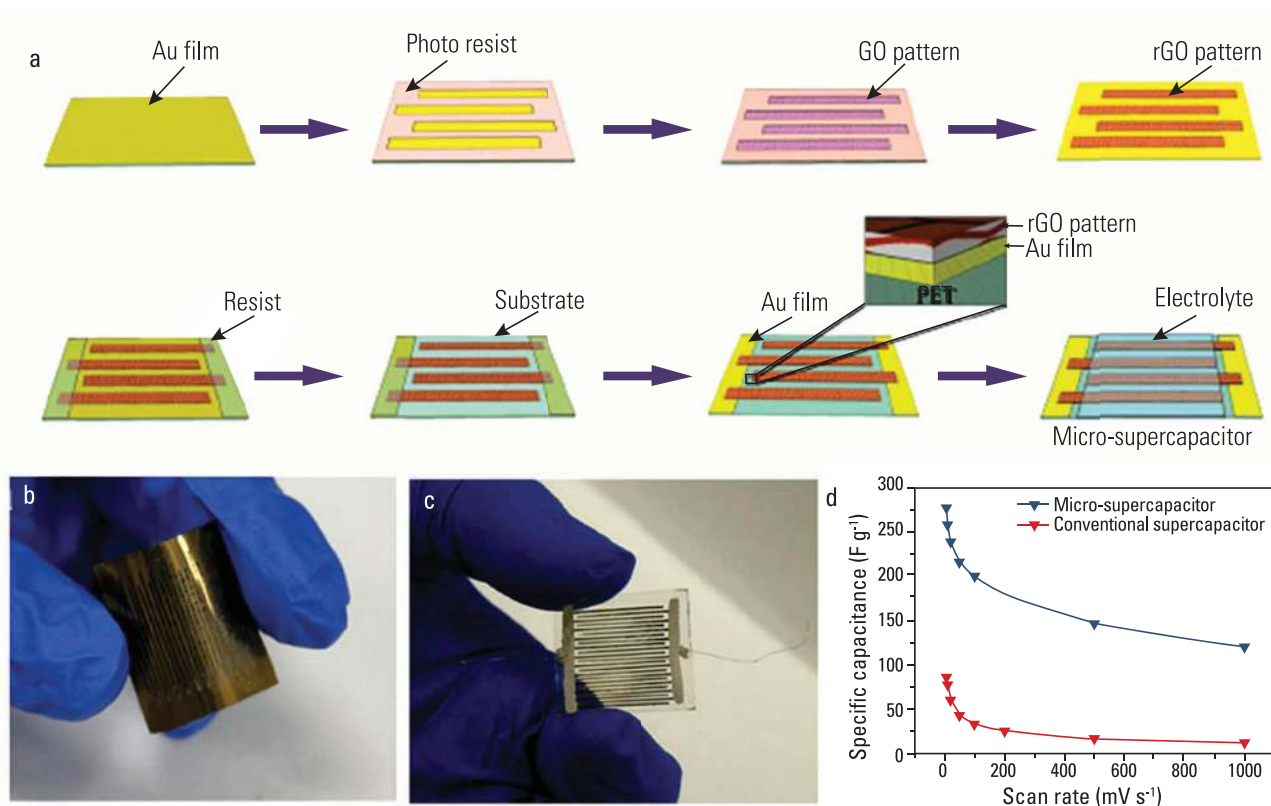 a
Au film
Photo resist
GO pattern
rGO pattern
rGO pattern
Au film
PET
Resist
Substrate
Au film
Electrolyte
Micro-supercapacitor
b
c
d
300
250
200
150
100
50
0
Specific capacitance (F g⁻¹)
Micro-supercapacitor
Conventional supercapacitor
0 200 400 600 800 1000
Scan rate (mV s⁻¹)